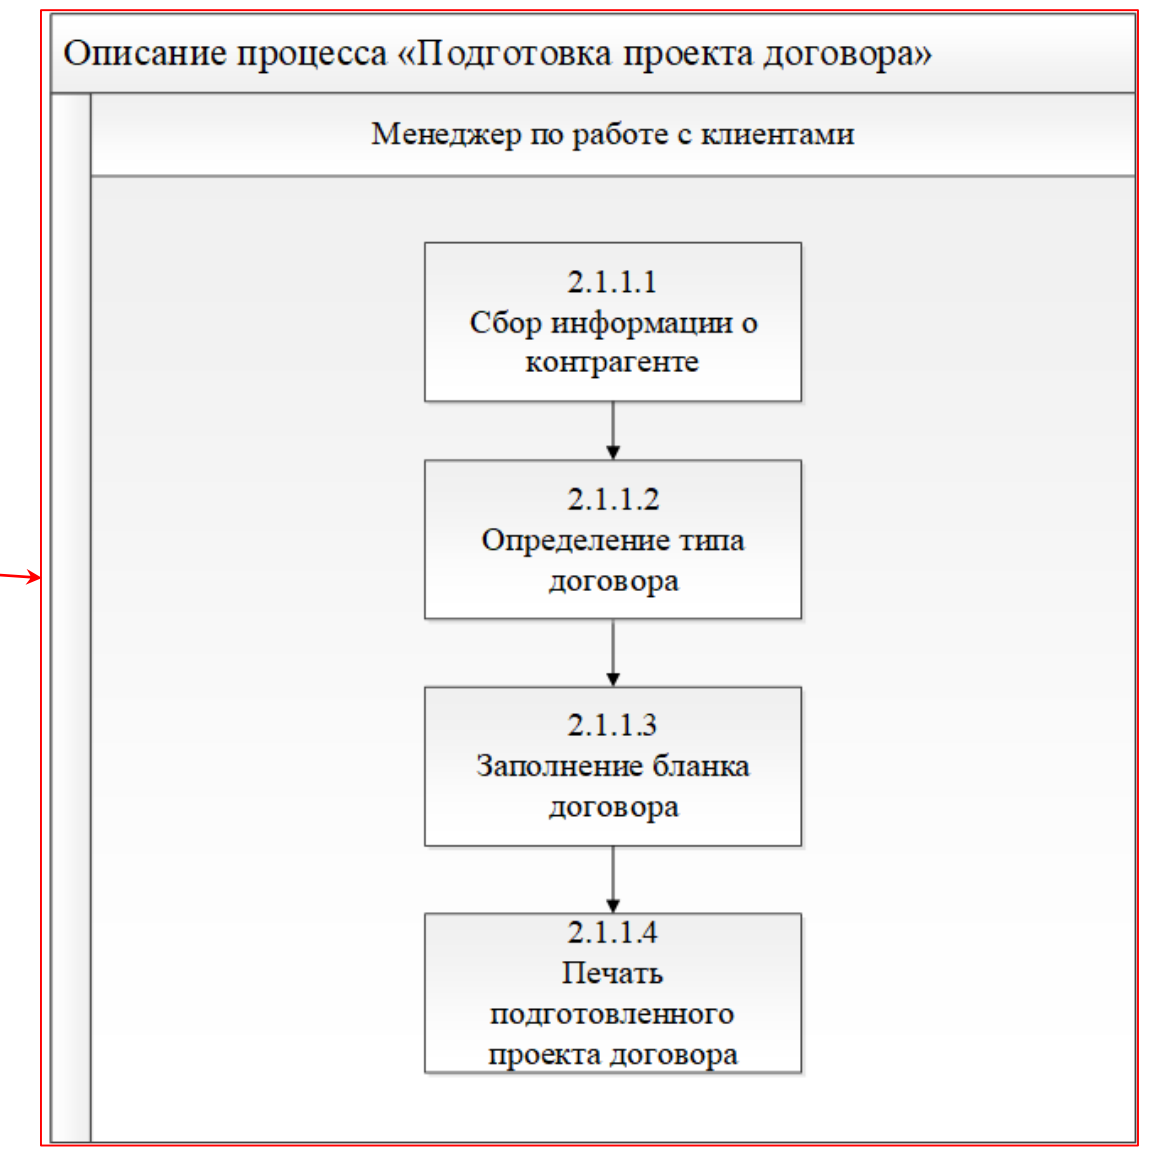 Описание процесса «Подготовка проекта договора»
Менеджер по работе с клиентами
2.1.1.1
Сбор информации о
контрагенте
2.1.1.2
Определение типа
договора
2.1.1.3
Заполнение бланка
договора
2.1.1.4
Печать
подготовленного
проекта договора